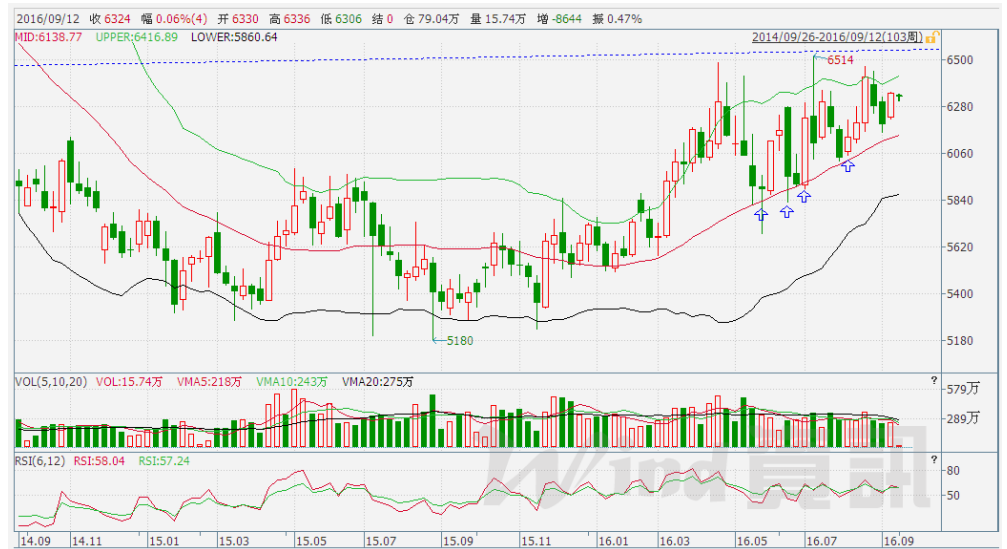 2016/09/12 收 6324 幅 0.06%(4) 开 6330 高 6336 低 6306 结 0 仓 79.04万 量 15.74万 增 -8644 振 0.47%
MID:6138.77 UPPER:6416.89 LOWER:5860.64 2014/09/26-2016/09/12(103周)
6514
6500
6280
6060
5840
5620
5400
5180
5180
VOL(5,10,20) VOL:15.74万 VMA5:218万 VMA10:243万 VMA20:275万 ?
579万
289万
RSI(6,12) RSI:58.04 RSI:57.24 ?
80
50
Wind資訊
14.09 14.11 15.01 15.03 15.05 15.07 15.09 15.11 16.01 16.03 16.05 16.07 16.09